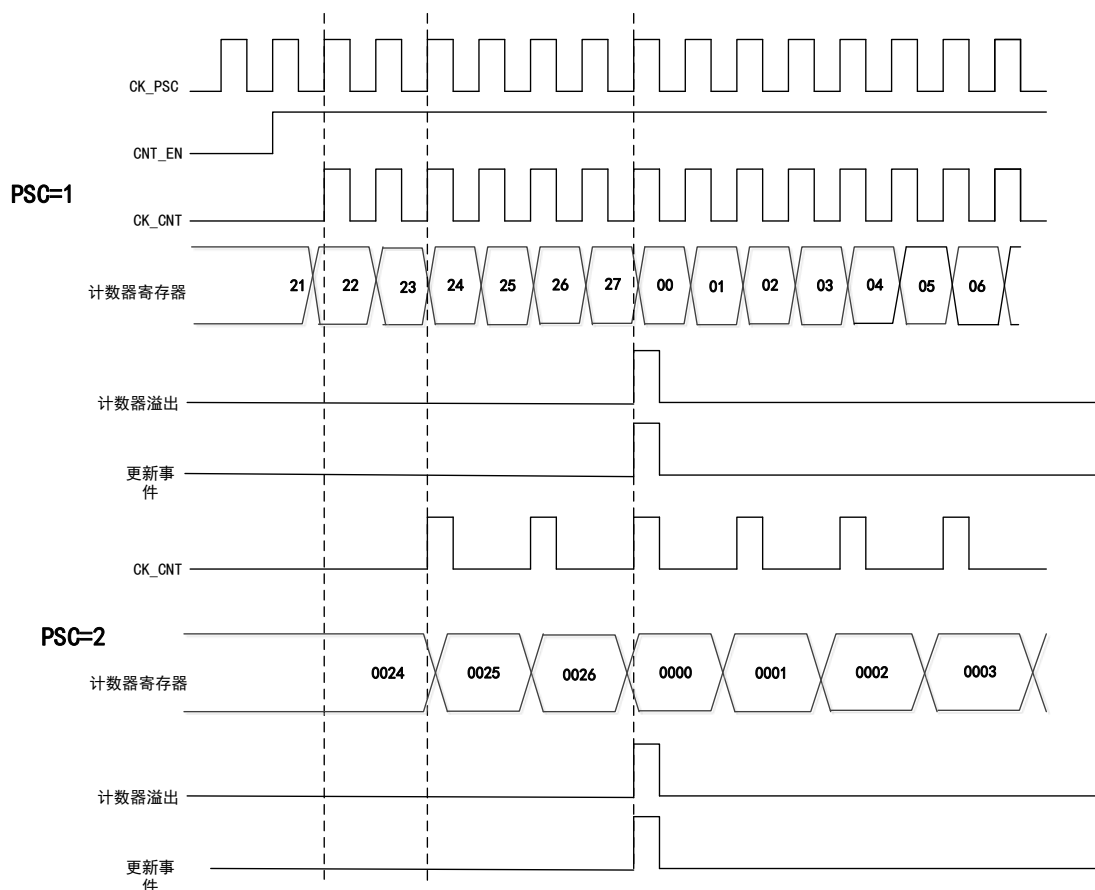 CK_PSC
CNT_EN
PSC=1
CK_CNT
计数器寄存器
21 22 23 24 25 26 27 00 01 02 03 04 05 06
计数器溢出
更新事
件
CK_CNT
PSC=2
计数器寄存器
0024 0025 0026 0000 0001 0002 0003
计数器溢出
更新事
件